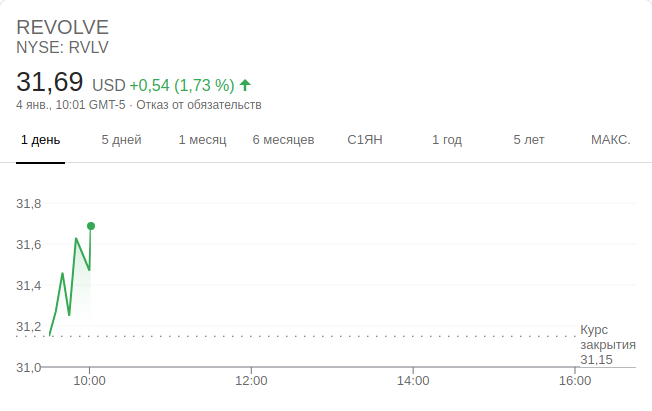 REVOLVE
NYSE: RVLV
31,69 USD +0,54 (1,73 %)
4 янв., 10:01 GMT-5 · Отказ от обязательств
1 день 5 дней 1 месяц 6 месяцев С1ЯН 1 год 5 лет МАКС.
31,8
31,6
31,4
31,2
31,0
Курс
закрытия
31,15
10:00 12:00 14:00 16:00